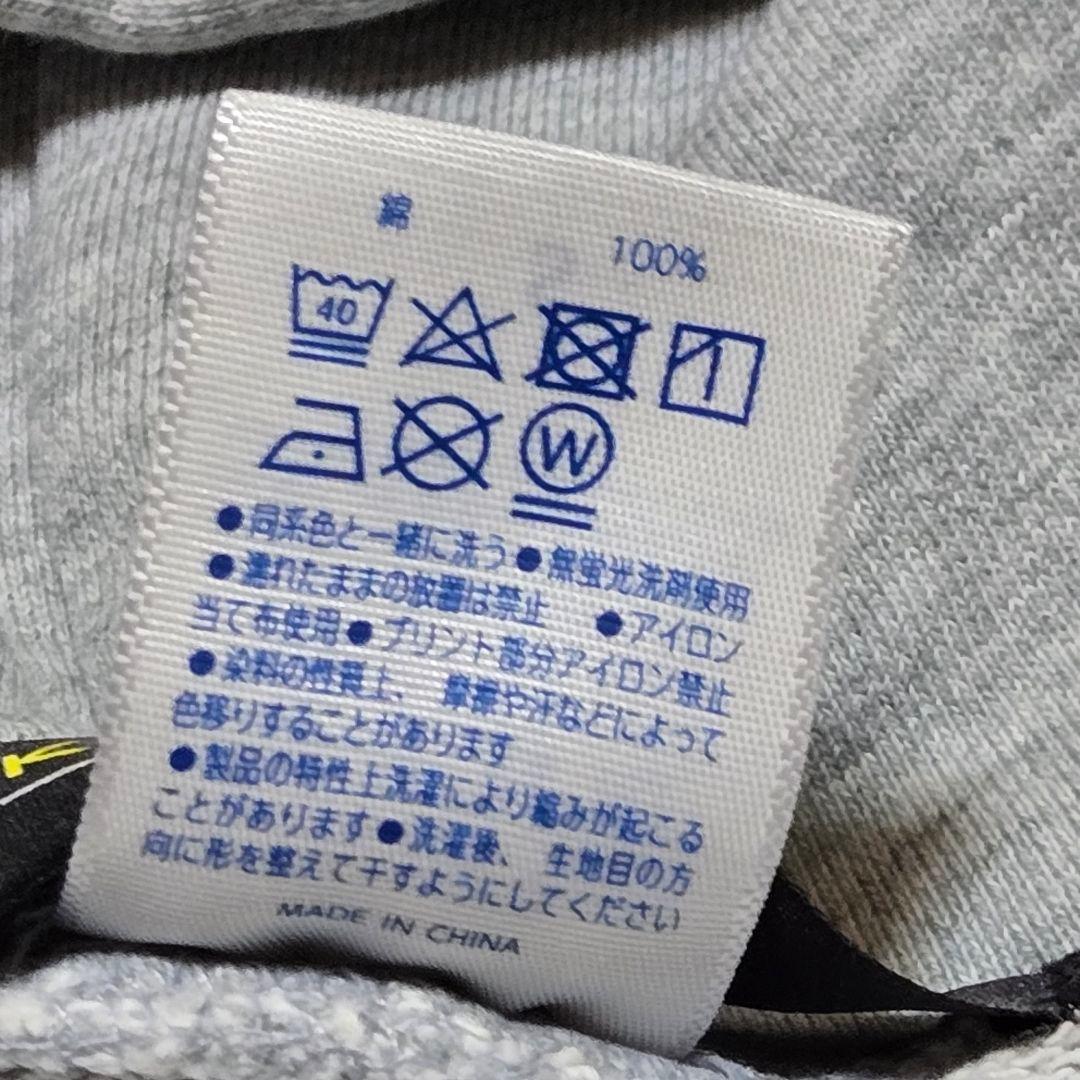 綿 100%
40
W
●同系色と一緒に洗う●無蛍光洗剤使用
●濡れたままの放置は禁止 ●アイロン
当て布使用●プリント部分アイロン禁止
●染料の性質上、摩擦や汗などによって
色移りすることがあります
●製品の特性上洗濯により縮みが起こる
ことがあります●洗濯後、生地目の方
向に形を整えて干すようにしてください
MADE IN CHINA